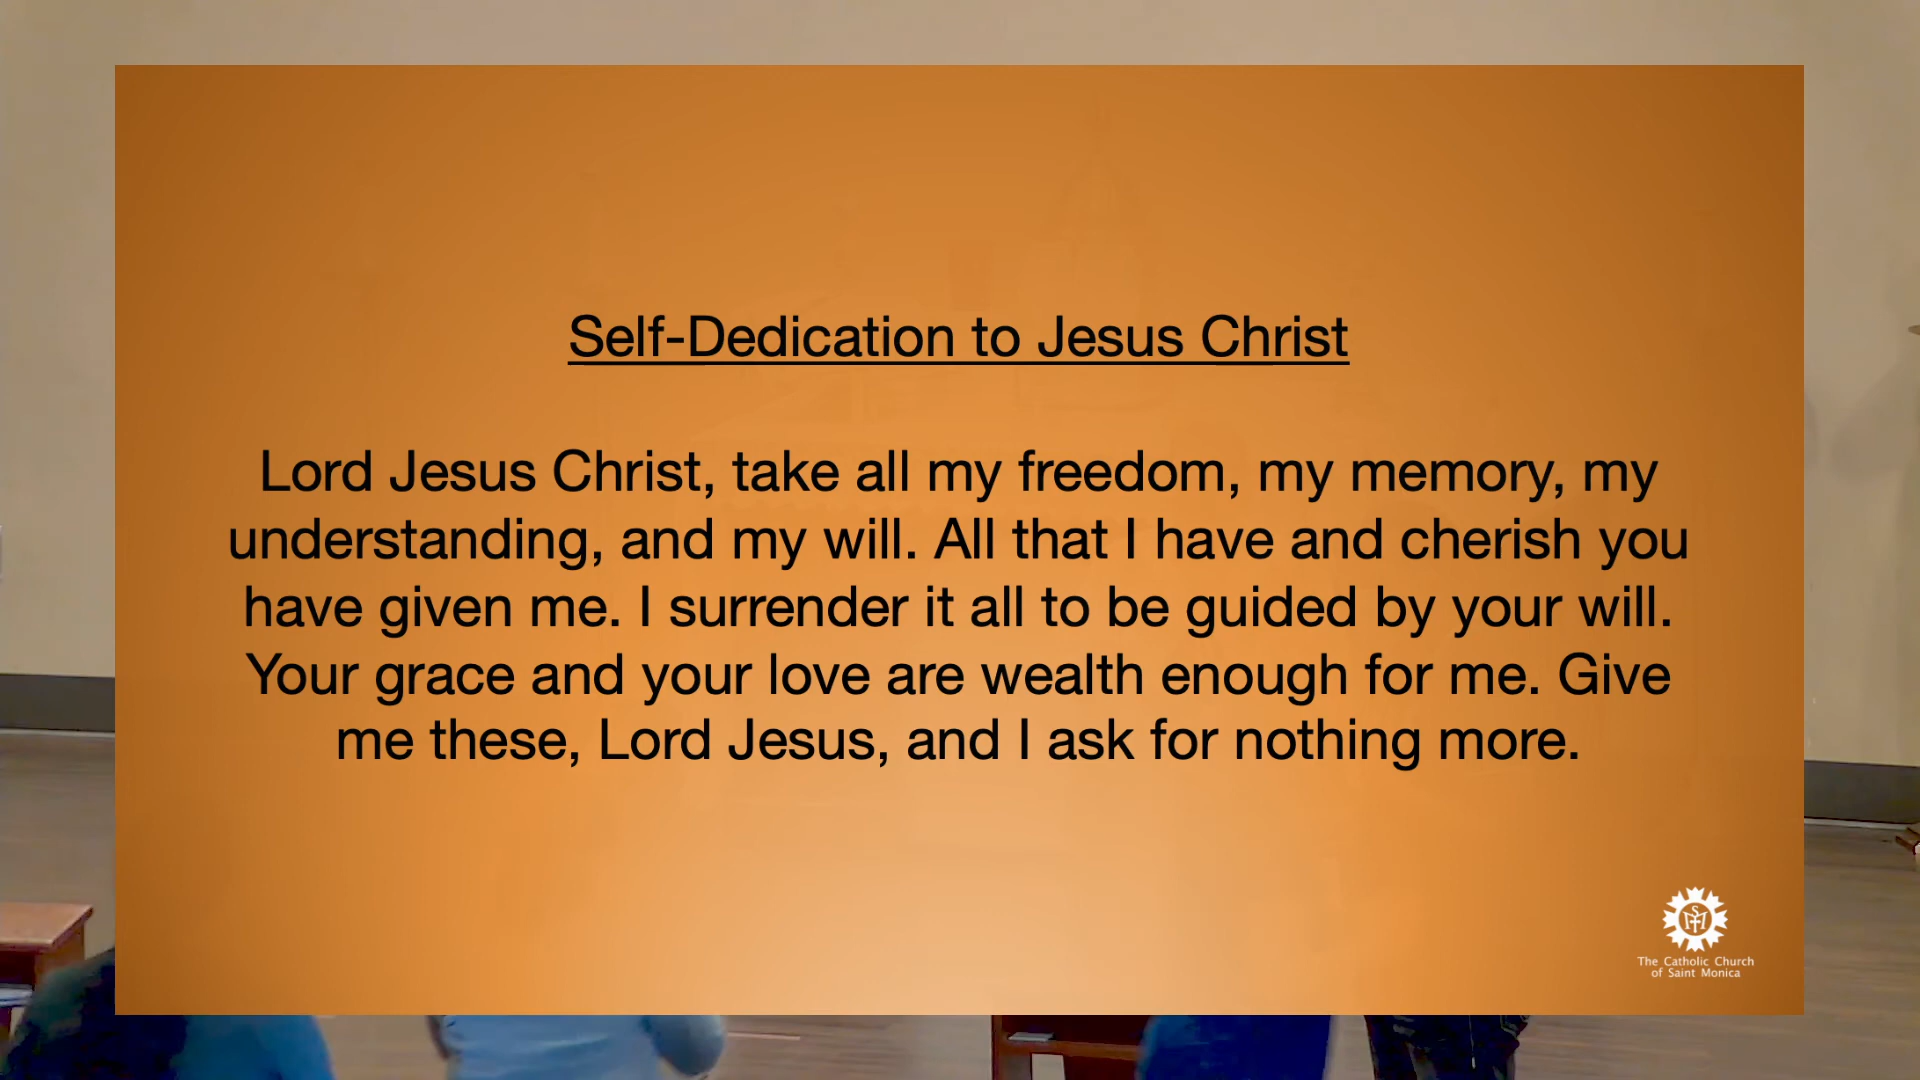 Self-Dedication to Jesus Christ
Lord Jesus Christ, take all my freedom, my memory, my
understanding, and my will. All that I have and cherish you
have given me. I surrender it all to be guided by your will.
Your grace and your love are wealth enough for me. Give
me these, Lord Jesus, and I ask for nothing more.
The Catholic Church
of Saint Monica